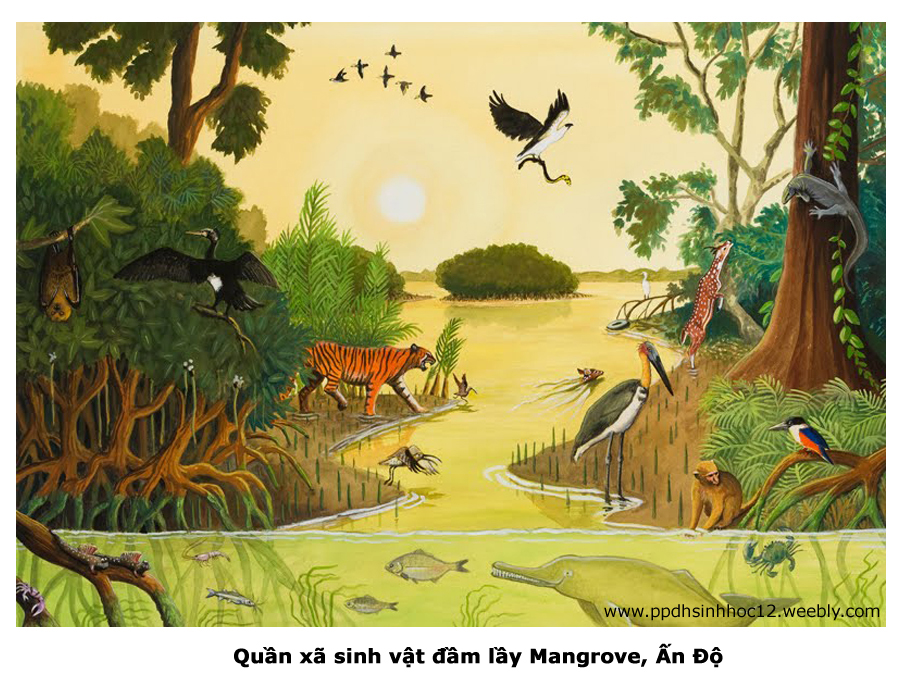 www.ppdhsinhhoc12.weebly.com
Quần xã sinh vật đầm lầy Mangrove, Ấn Độ